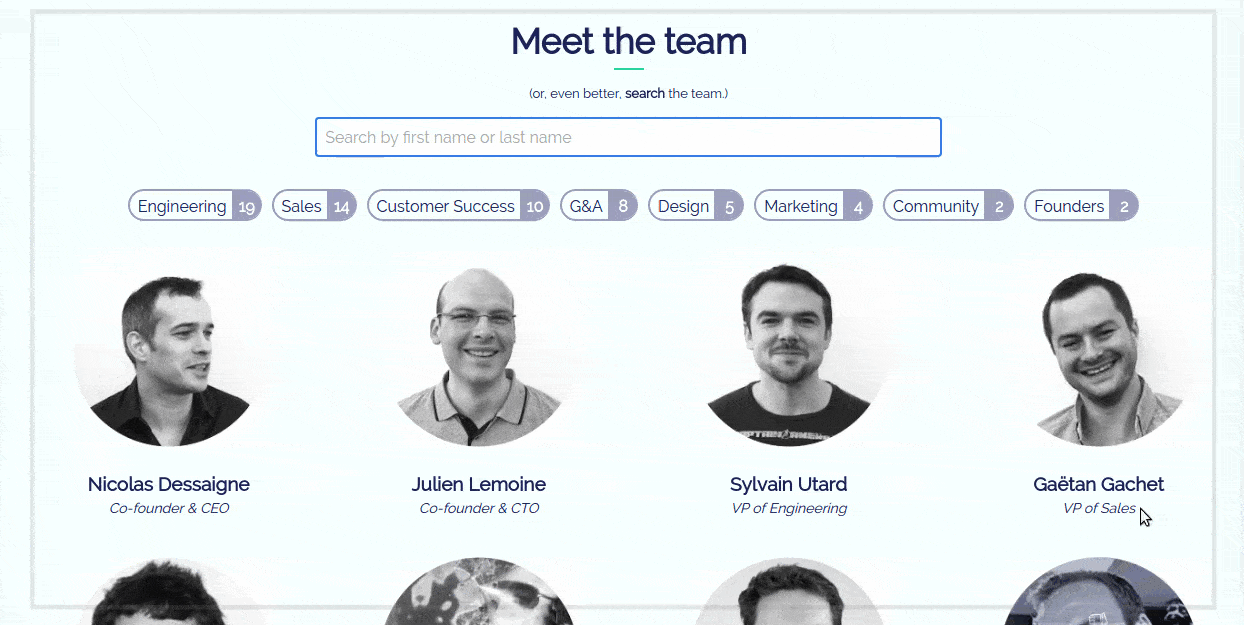 Meet the team
(or, even better, search the team.)
Search by first name or last name
Engineering 19 Sales 14 Customer Success 10 G&A 8 Design 5 Marketing 4 Community 2 Founders 2
Nicolas Dessaigne Julien Lemoine Sylvain Utard Gaëtan Gachet
Co-founder & CEO Co-founder & CTO VP of Engineering VP of Sales